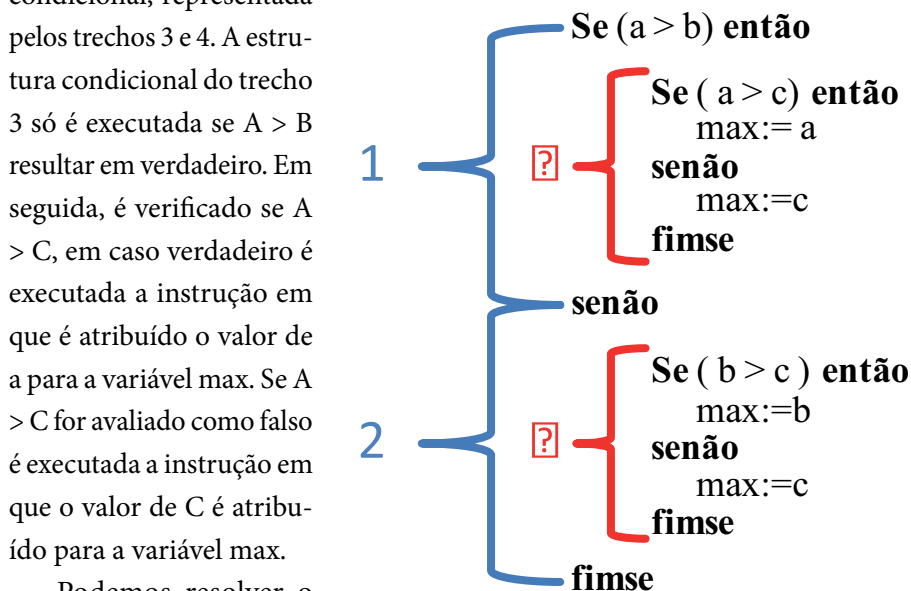 condicional, representada
pelos trechos 3 e 4. A estru-
tura condicional do trecho
3 só é executada se A > B
resultar em verdadeiro. Em
seguida, é verificado se A
> C, em caso verdadeiro é
executada a instrução em
que é atribuído o valor de
a para a variável max. Se A
> C for avaliado como falso
é executada a instrução em
que o valor de C é atribu-
ído para a variável max.
Podemos resolver o
1
2
?
?
Se (a > b) então
Se ( a > c) então
max:= a
senão
max:=c
fimse
senão
Se ( b > c ) então
max:=b
senão
max:=c
fimse
fimse